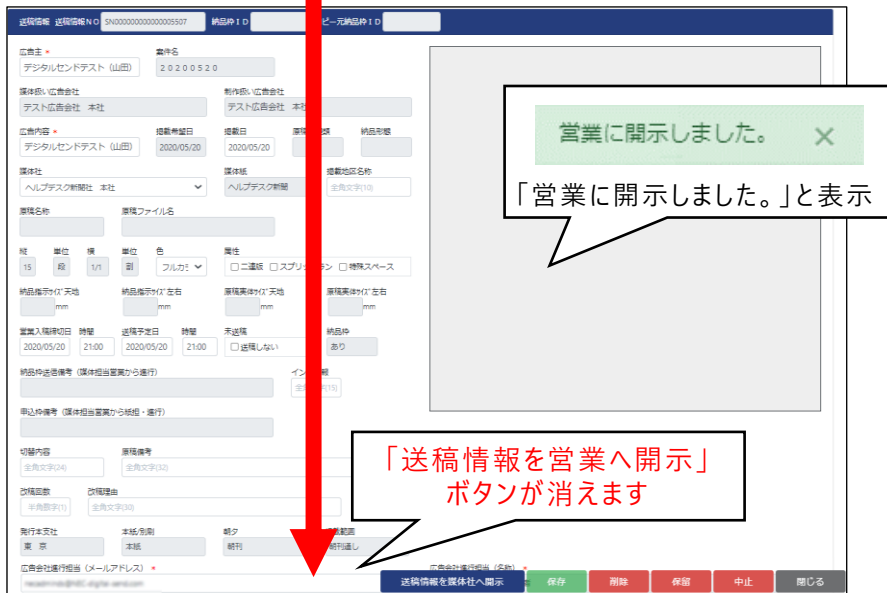 送稿情報 送稿情報NO SN000000000000005507 納品枠ID ピー元納品枠ID
広告主 * 案件名
デジタルセンドテスト（山田） 20200520
媒体扱い広告会社 制作扱い広告会社
テスト広告会社 本社 テスト広告会社 本社
広告内容 * 掲載希望日 掲載日 納品形態
デジタルセンドテスト（山田） 2020/05/20 2020/05/20
媒体社 媒体紙 掲載地区名称
ヘルプデスク新聞社 本社 ヘルプデスク新聞 全角文字(10)
原稿名称 原稿ファイル名
縦 単位 横 単位 色 属性
15 段 1/1 割 フルカラ 二連版 スプリットラン 特殊スペース
納品指示ｻｲｽﾞ天地 納品指示ｻｲｽﾞ左右 原稿実体ｻｲｽﾞ天地 原稿実体ｻｲｽﾞ左右
mm mm mm mm
営業入稿締切日 時間 送稿予定日 時間 未送稿 納品枠
2020/05/20 21:00 2020/05/20 21:00 送稿しない あり
納品枠送信備考（媒体担当営業から進行）
申込枠備考（媒体担当営業から紙担・進行）
切替内容 原稿備考
全角文字(24) 全角文字(32)
改稿回数 改稿理由
半角数字(1) 全角文字(30)
発行本支社 本紙/別刷 朝夕
東京 本紙 朝刊 朝刊通し
広告会社進行担当（メールアドレス） * 広告会社進行担当（名称） *
送稿情報を媒体社へ開示 保存 削除 保留 中止 閉じる
営業に開示しました。 ×
「営業に開示しました。」と表示
「送稿情報を営業へ開示」
ボタンが消えます